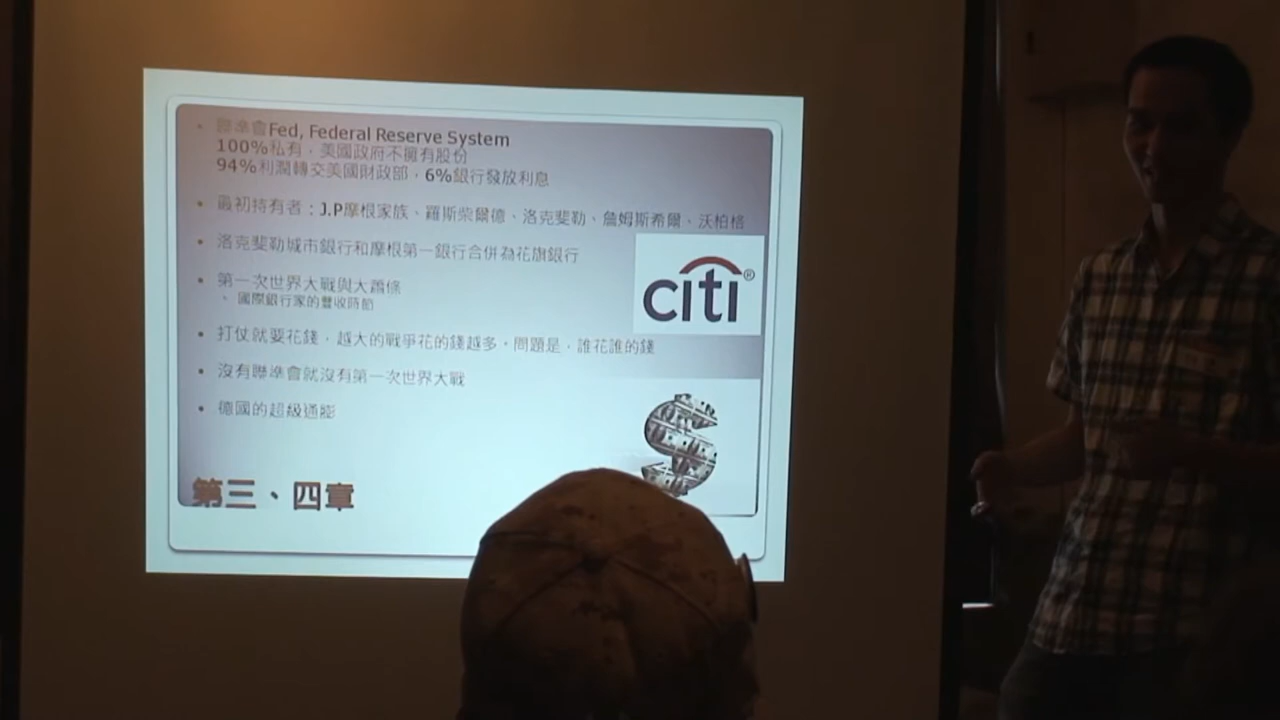 聯準會Fed, Federal Reserve System
100%私有，美國政府不擁有股份
94%利潤轉交美國財政部，6%銀行發放利息
最初持有者：J.P摩根家族、羅斯柴爾德、洛克斐勒、詹姆斯希爾、沃柏格
洛克斐勒城市銀行和摩根第一銀行合併為花旗銀行
citi®
第一次世界大戰與大蕭條
國際銀行家的豐收時節
打仗就要花錢，越大的戰爭花的錢越多。問題是，誰花誰的錢
沒有聯準會就沒有第一次世界大戰
德國的超級通膨
第三、四章